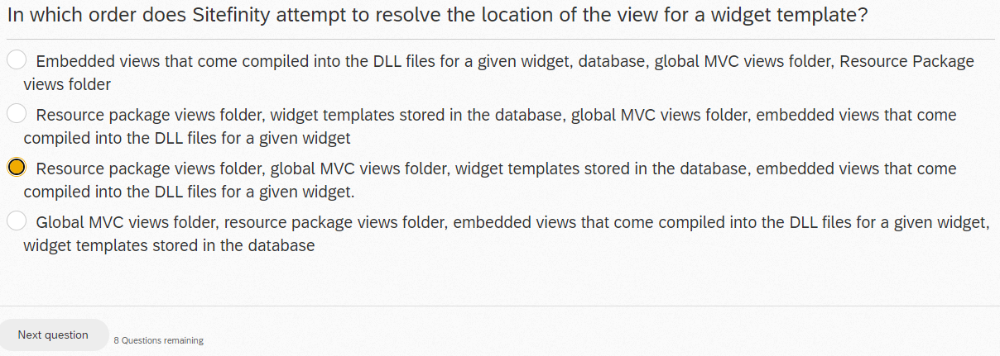 In which order does Sitefinity attempt to resolve the location of the view for a widget template?
Embedded views that come compiled into the DLL files for a given widget, database, global MVC views folder, Resource Package
views folder
Resource package views folder, widget templates stored in the database, global MVC views folder, embedded views that come
compiled into the DLL files for a given widget
Resource package views folder, global MVC views folder, widget templates stored in the database, embedded views that come
compiled into the DLL files for a given widget.
Global MVC views folder, resource package views folder, embedded views that come compiled into the DLL files for a given widget,
widget templates stored in the database
Next question
8 Questions remaining